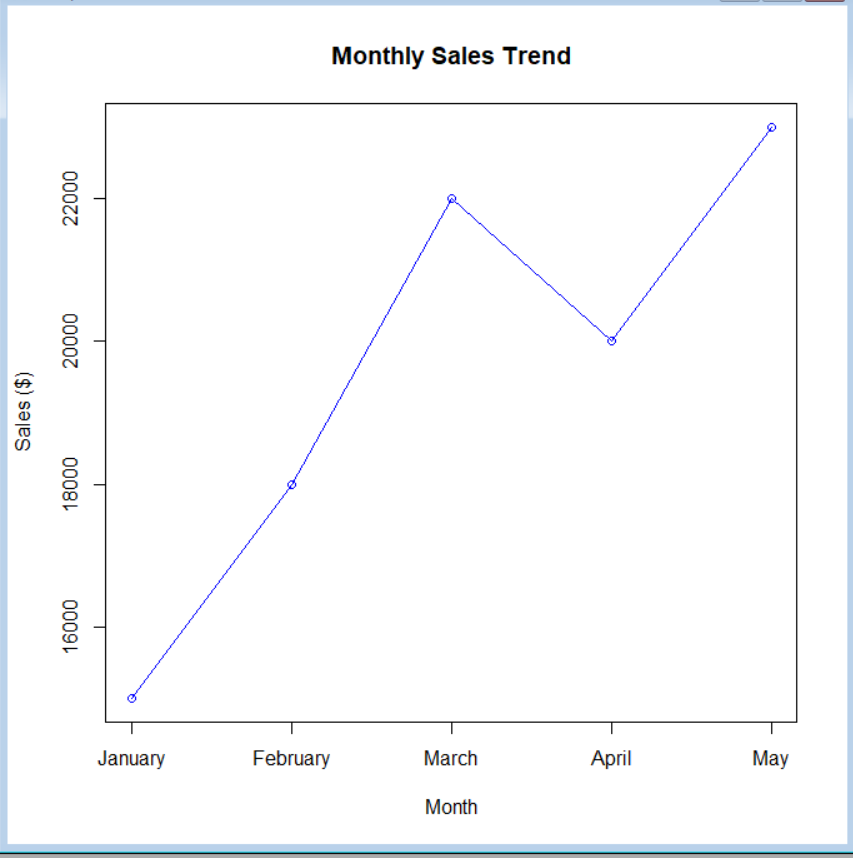 Monthly Sales Trend
Sales ($)
22000
20000
18000
16000
January February March April May
Month